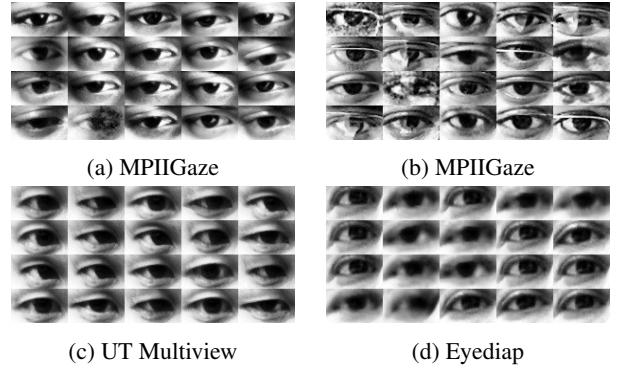 (a) MPIIGaze
(b) MPIIGaze
(c) UT Multiview
(d) Eyediap